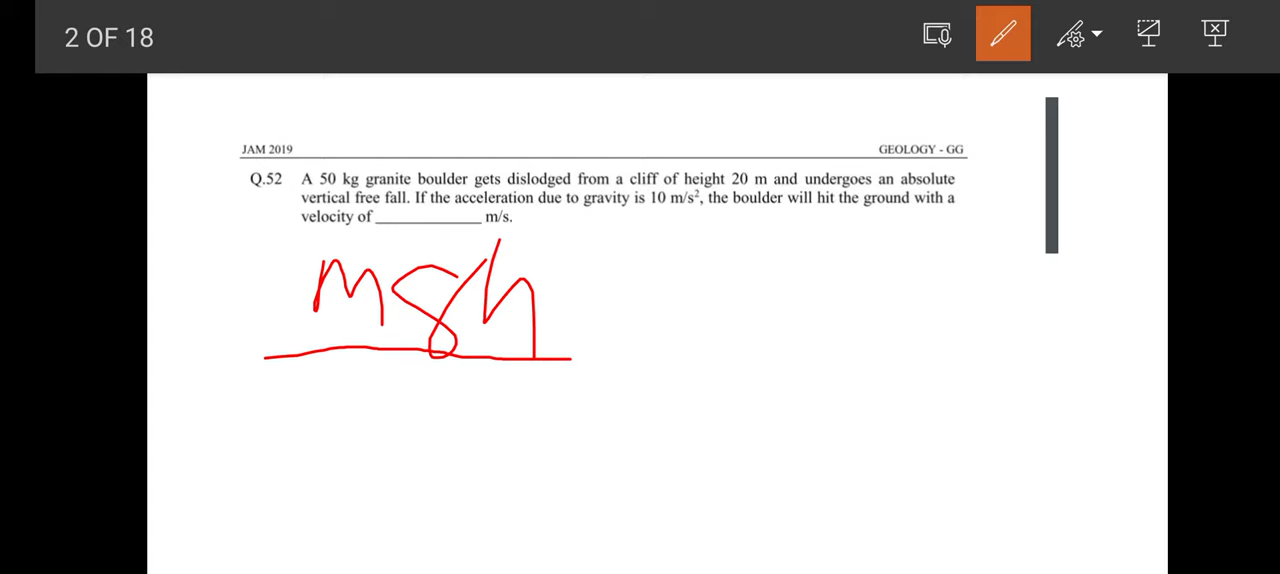 2 OF 18
JAM 2019 GEOLOGY - GG
Q.52 A 50 kg granite boulder gets dislodged from a cliff of height 20 m and undergoes an absolute
vertical free fall. If the acceleration due to gravity is 10 m/s², the boulder will hit the ground with a
velocity of ______________ m/s.
mgh